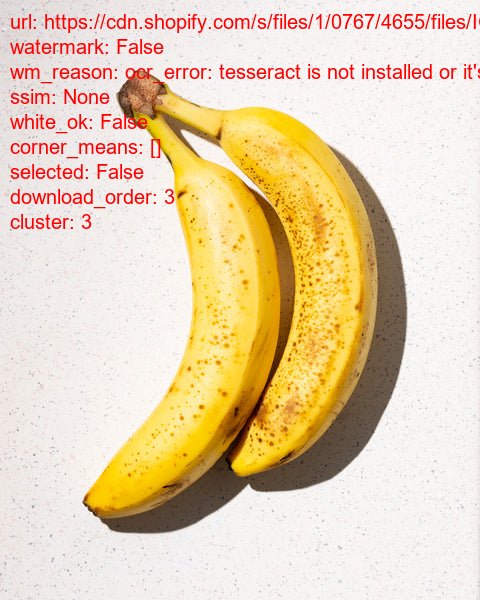 url: https://cdn.shopify.com/s/files/1/0767/4655/files/I
watermark: False
wm_reason: ocr_error: tesseract is not installed or it's
ssim: None
white_ok: False
corner_means: []
selected: False
download_order: 3
cluster: 3